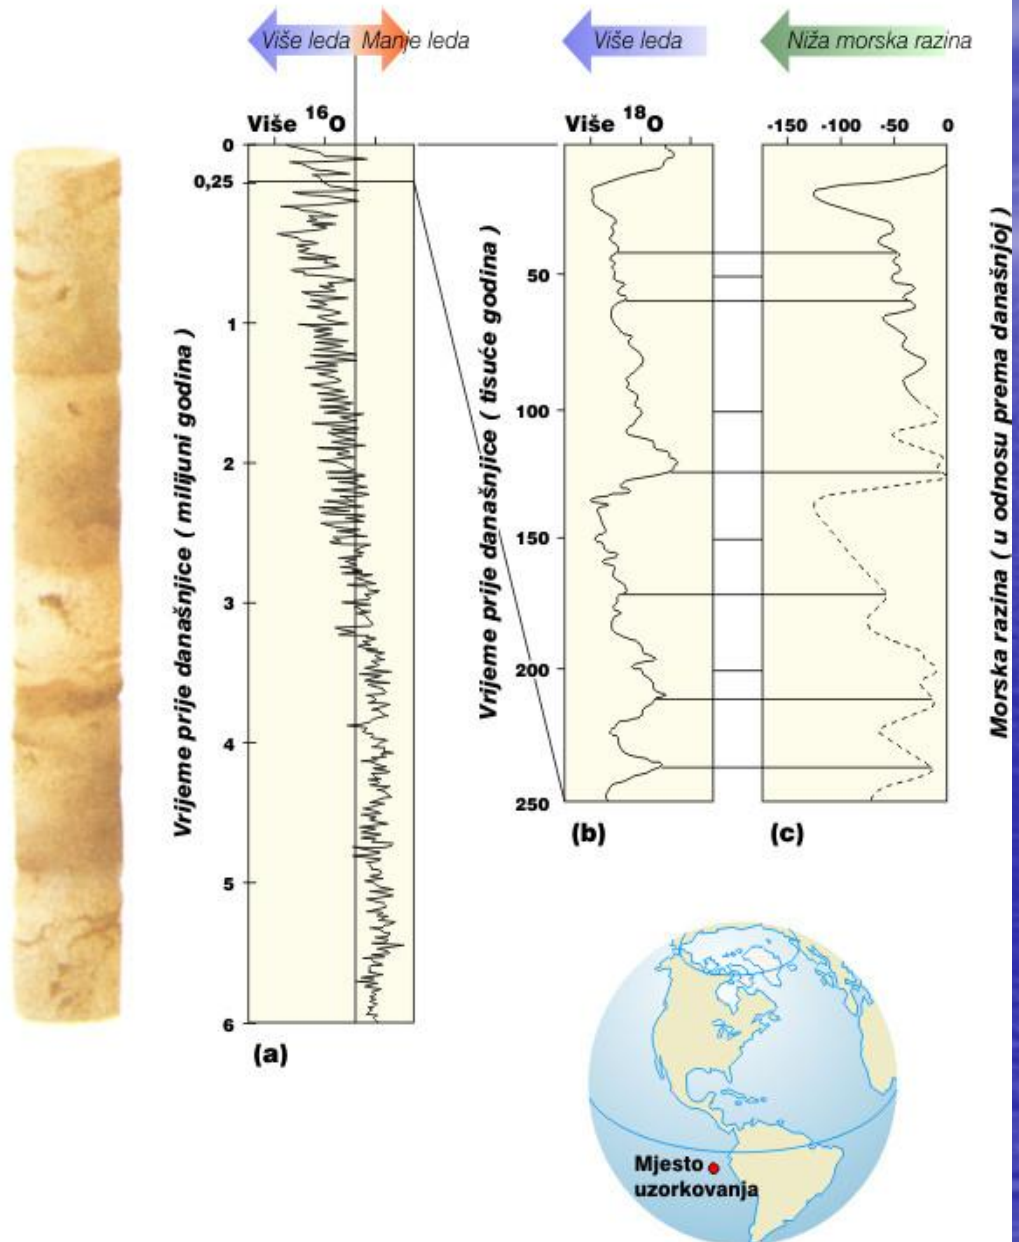 Više leda
Manje leda
Više leda
Niža morska razina
Više ¹⁶O
Više ¹⁸O
-150 -100 -50 0
0
0,25
1
2
3
4
5
6
Vrijeme prije današnjice ( milijuni godina )
(a)
Vrijeme prije današnjice ( tisuće godina )
50
100
150
200
250
(b)
(c)
Morska razina ( u odnosu prema današnjoj )
Mjesto
uzorkovanja